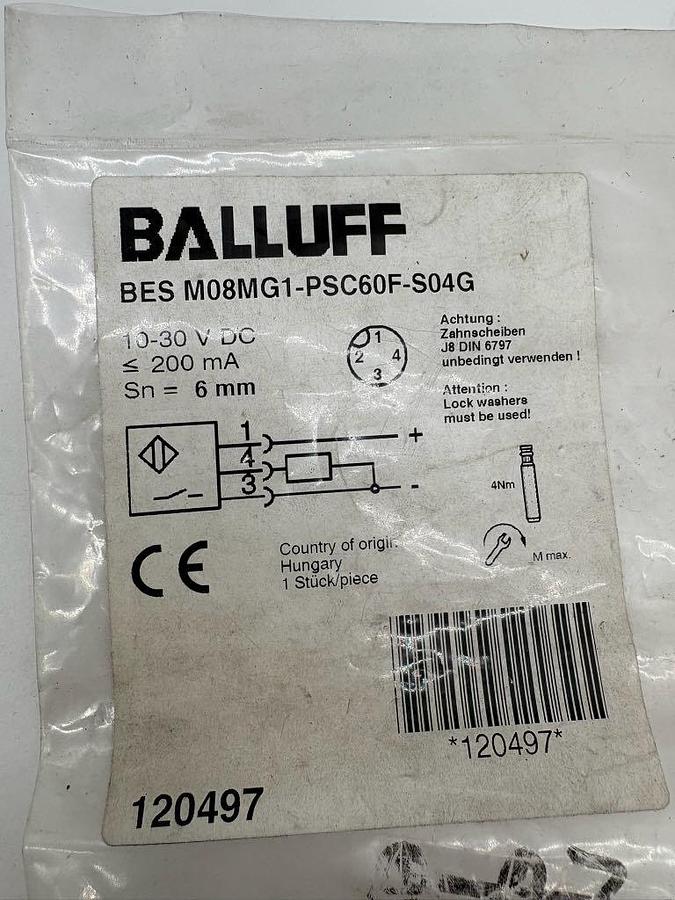 BALLUFF
BES M08MG1-PSC60F-S04G
10-30 V DC
≤ 200 mA
Sn = 6 mm
1
2 4
3
Achtung :
Zahnscheiben
J8 DIN 6797
unbedingt verwenden !
Attention :
Lock washers
must be used!
1 +
4
3 -
4Nm
M max.
CE
Country of origin:
Hungary
1 Stück/piece
*120497*
120497